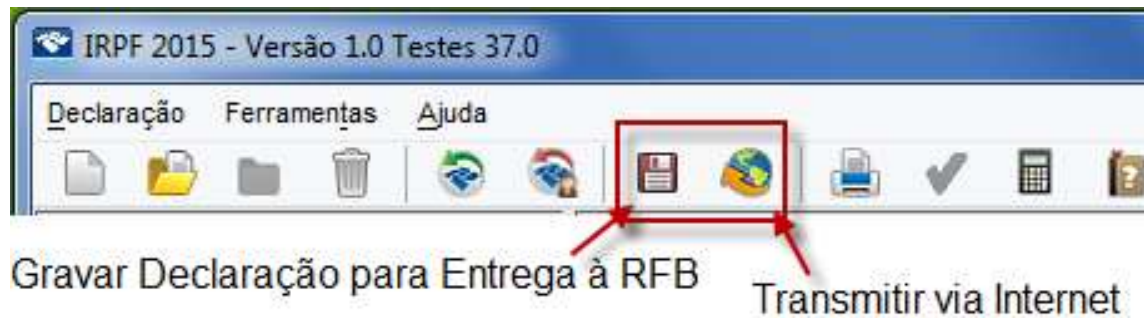 IRPF 2015 - Versão 1.0 Testes 37.0
Declaração Ferramentas Ajuda
Gravar Declaração para Entrega à RFB
Transmitir via Internet